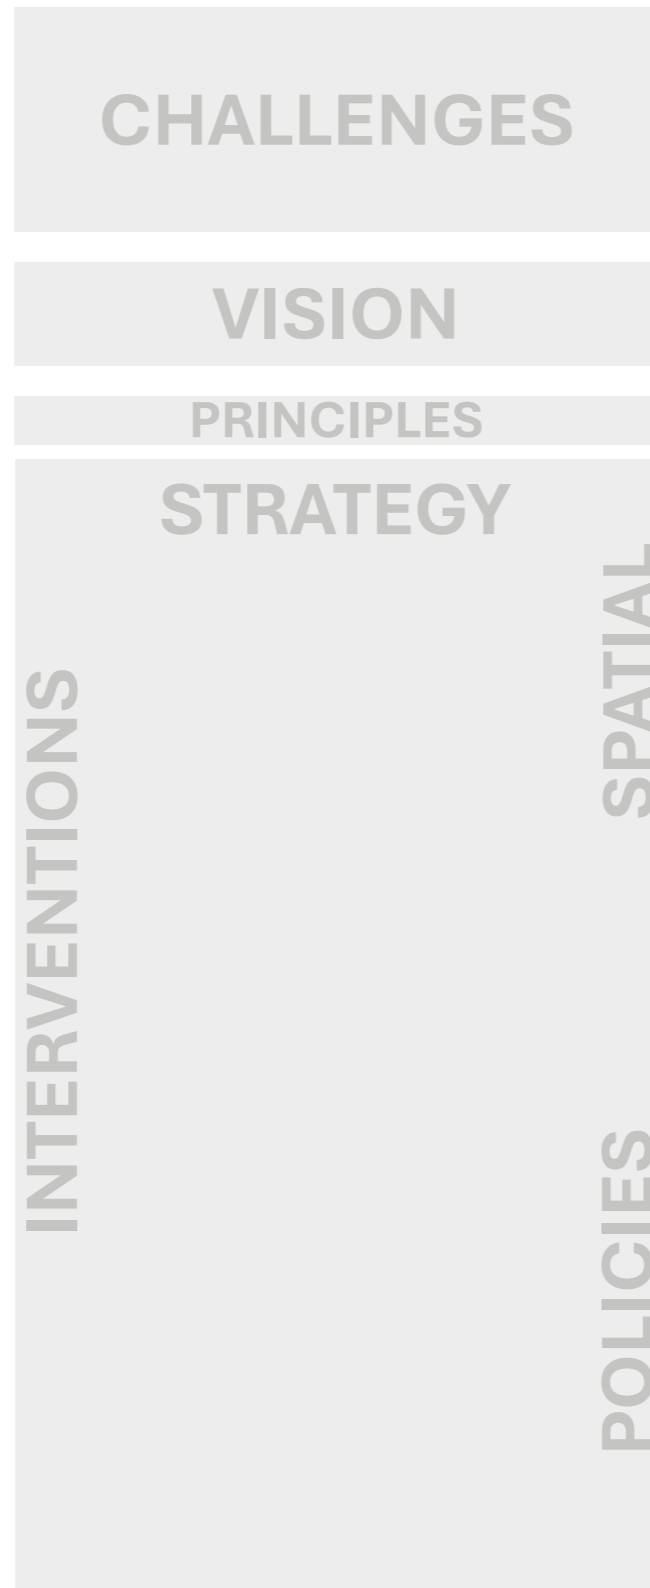 CHALLENGES
VISION
PRINCIPLES
STRATEGY
INTERVENTIONS
SPATIAL
POLICIES